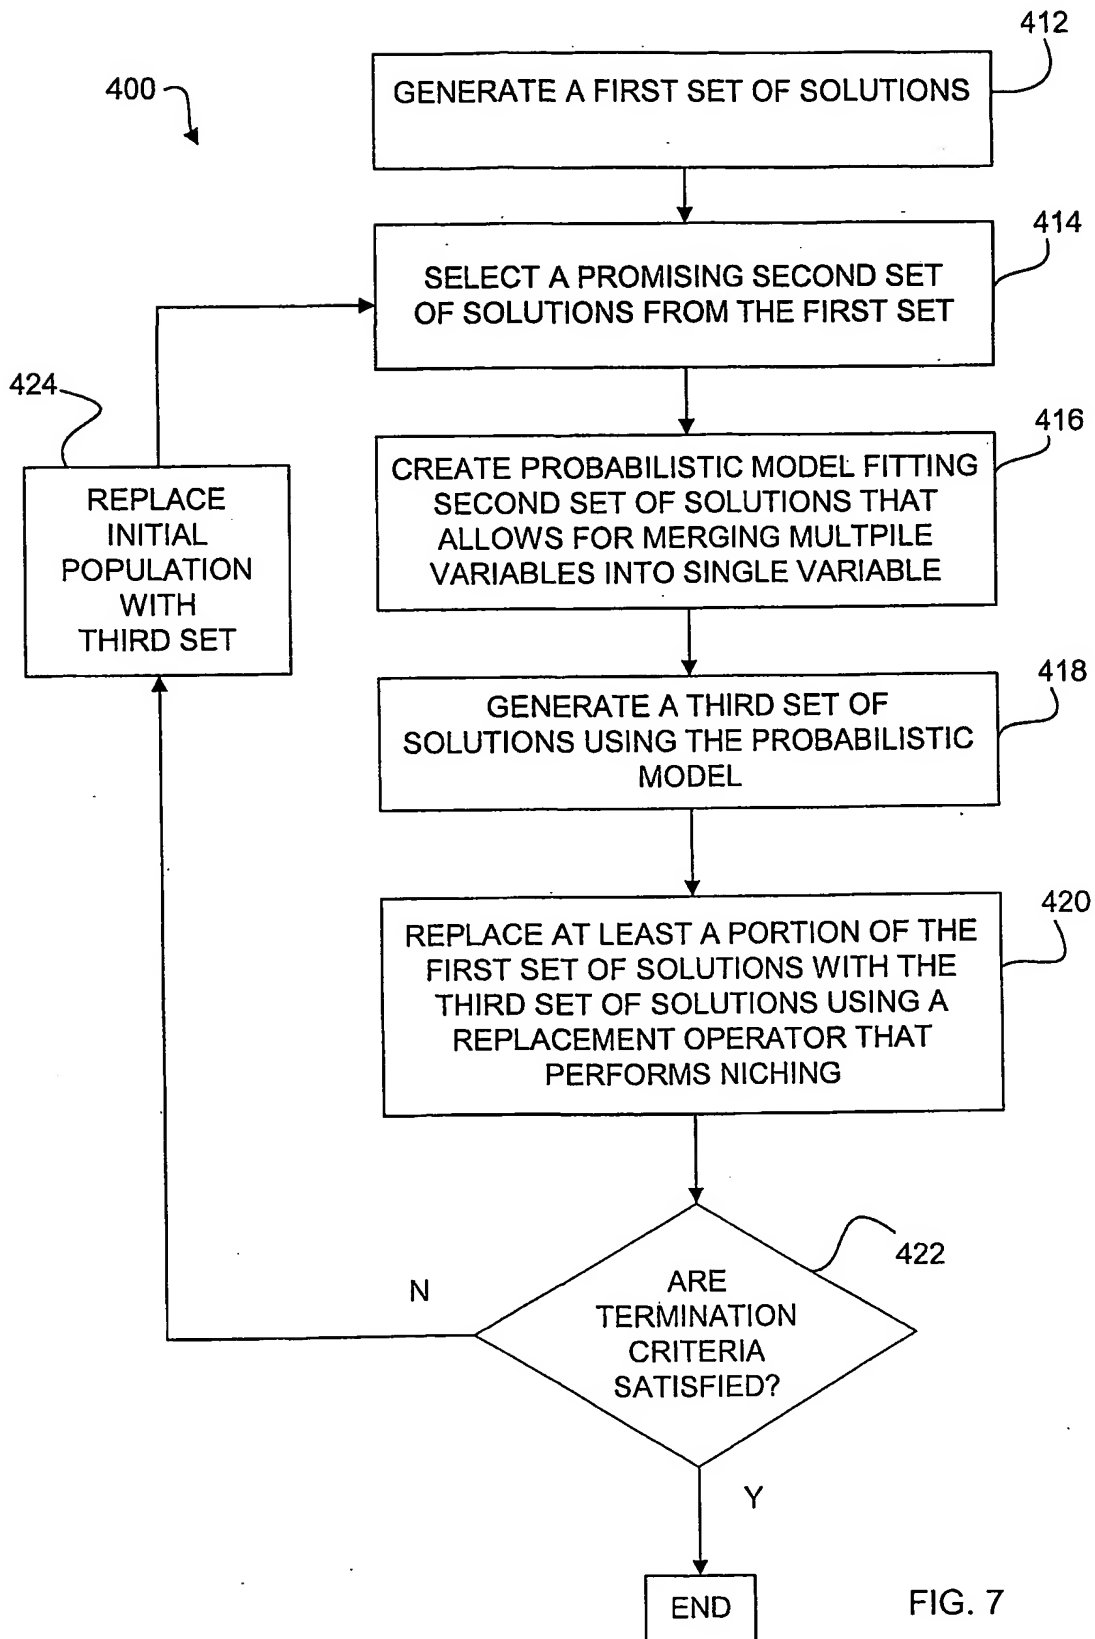 412
400
GENERATE A FIRST SET OF SOLUTIONS
414
SELECT A PROMISING SECOND SET
OF SOLUTIONS FROM THE FIRST SET
424
416
CREATE PROBABILISTIC MODEL FITTING
SECOND SET OF SOLUTIONS THAT
ALLOWS FOR MERGING MULTPILE
VARIABLES INTO SINGLE VARIABLE
REPLACE
INITIAL
POPULATION
WITH
THIRD SET
418
GENERATE A THIRD SET OF
SOLUTIONS USING THE PROBABILISTIC
MODEL
420
REPLACE AT LEAST A PORTION OF THE
FIRST SET OF SOLUTIONS WITH THE
THIRD SET OF SOLUTIONS USING A
REPLACEMENT OPERATOR THAT
PERFORMS NICHING
422
N
ARE
TERMINATION
CRITERIA
SATISFIED?
Y
END
FIG. 7